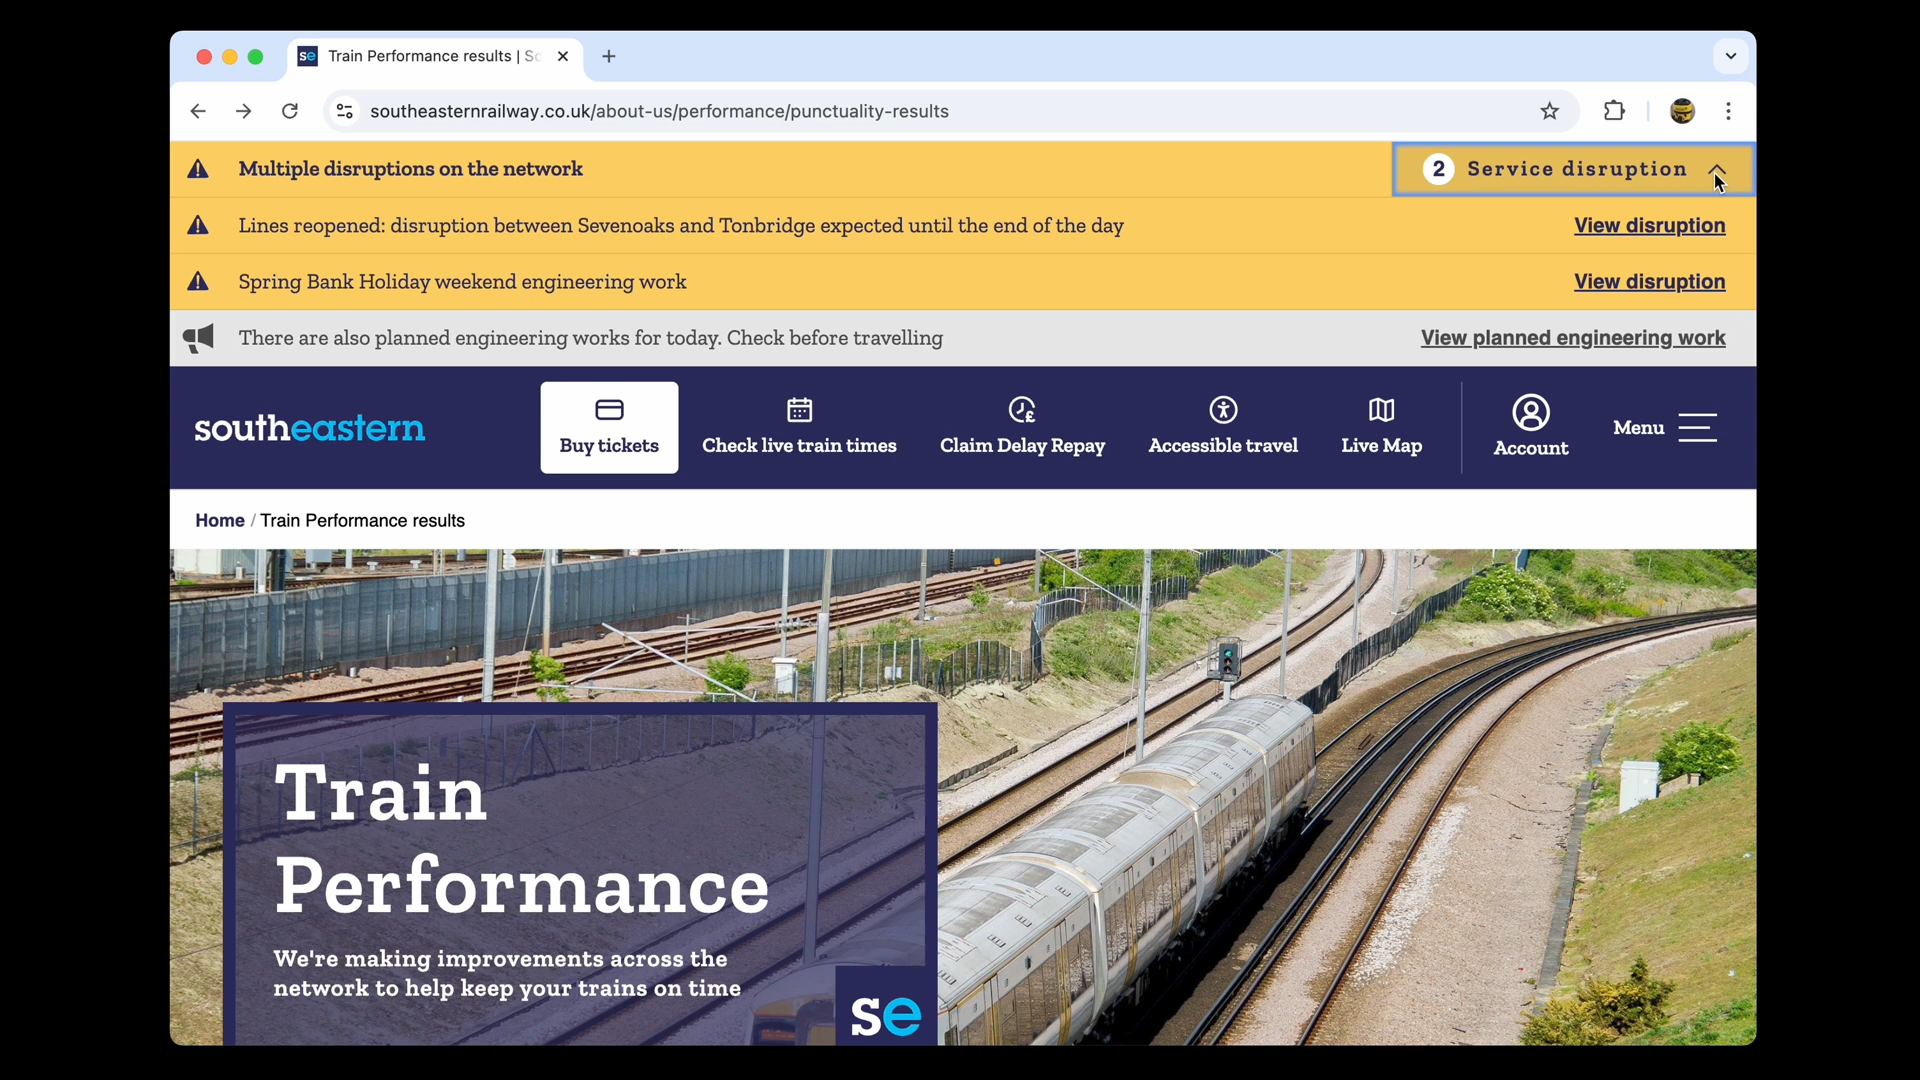 se Train Performance results | So
southeasternrailway.co.uk/about-us/performance/punctuality-results
Multiple disruptions on the network
2 Service disruption
Lines reopened: disruption between Sevenoaks and Tonbridge expected until the end of the day
View disruption
Spring Bank Holiday weekend engineering work
View disruption
There are also planned engineering works for today. Check before travelling
View planned engineering work
southeastern
Buy tickets
Check live train times
Claim Delay Repay
Accessible travel
Live Map
Account
Menu
Home / Train Performance results
Train
Performance
We're making improvements across the
network to help keep your trains on time
se